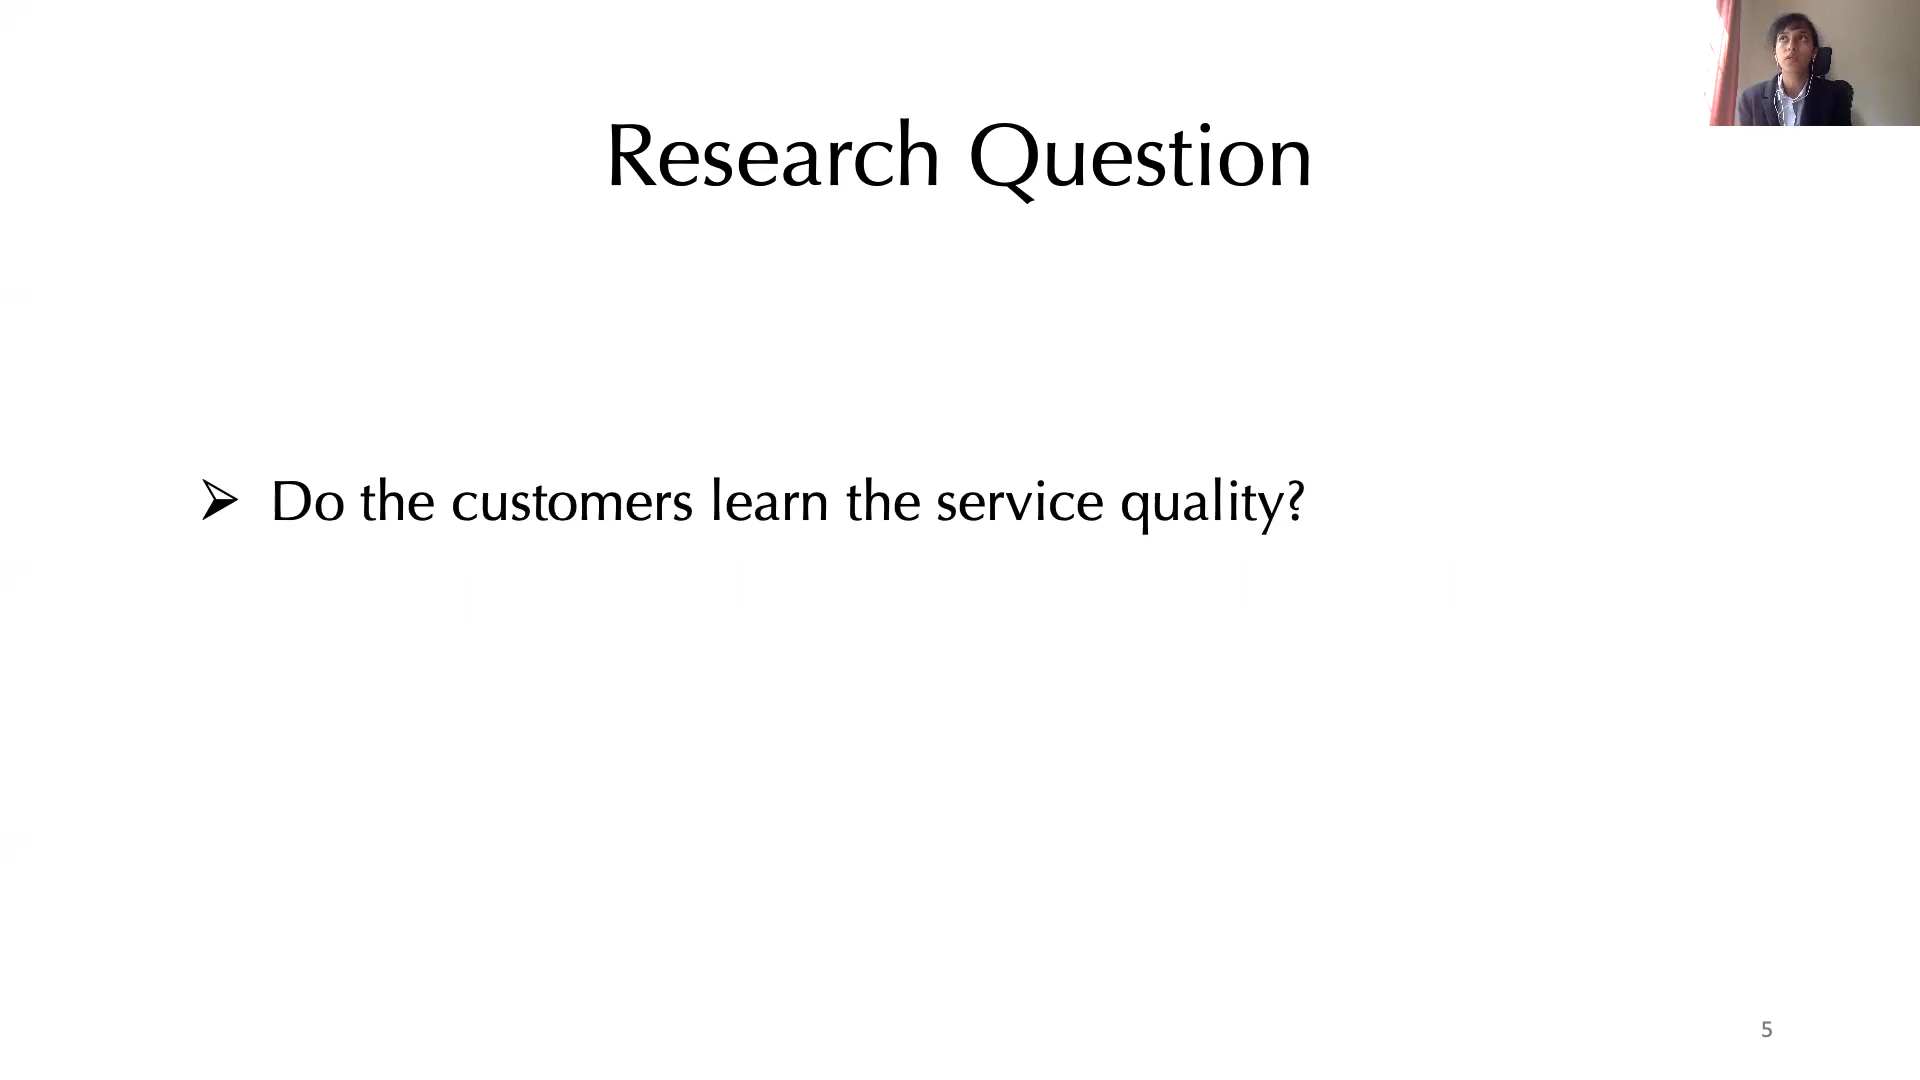 Research Question
➢ Do the customers learn the service quality?
5